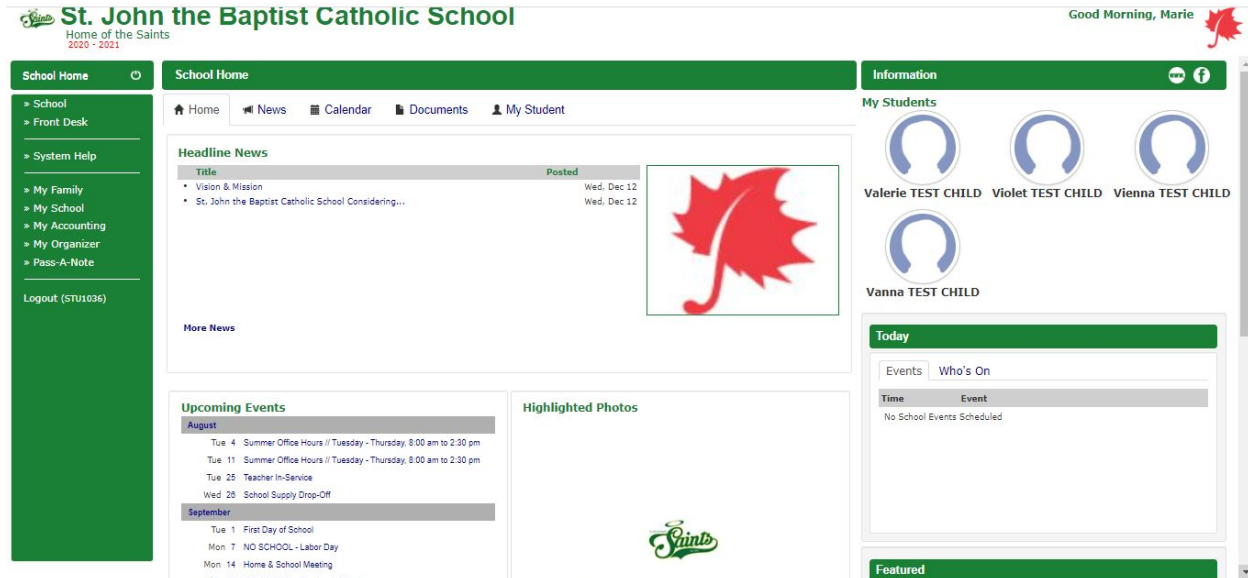 Saints
St. John the Baptist Catholic School
Home of the Saints
2020 - 2021
Good Morning, Marie
School Home
» School
» Front Desk
» System Help
» My Family
» My School
» My Accounting
» My Organizer
» Pass-A-Note
Logout (STU1036)
School Home
Home News Calendar Documents My Student
Headline News
Title Posted
• Vision & Mission Wed, Dec 12
• St. John the Baptist Catholic School Considering... Wed, Dec 12
More News
Upcoming Events
August
Tue 4 Summer Office Hours // Tuesday - Thursday, 8:00 am to 2:30 pm
Tue 11 Summer Office Hours // Tuesday - Thursday, 8:00 am to 2:30 pm
Tue 25 Teacher In-Service
Wed 26 School Supply Drop-Off
September
Tue 1 First Day of School
Mon 7 NO SCHOOL - Labor Day
Mon 14 Home & School Meeting
Highlighted Photos
Saints
Information
My Students
Valerie TEST CHILD Violet TEST CHILD Vienna TEST CHILD
Vanna TEST CHILD
Today
Events Who's On
Time Event
No School Events Scheduled
Featured